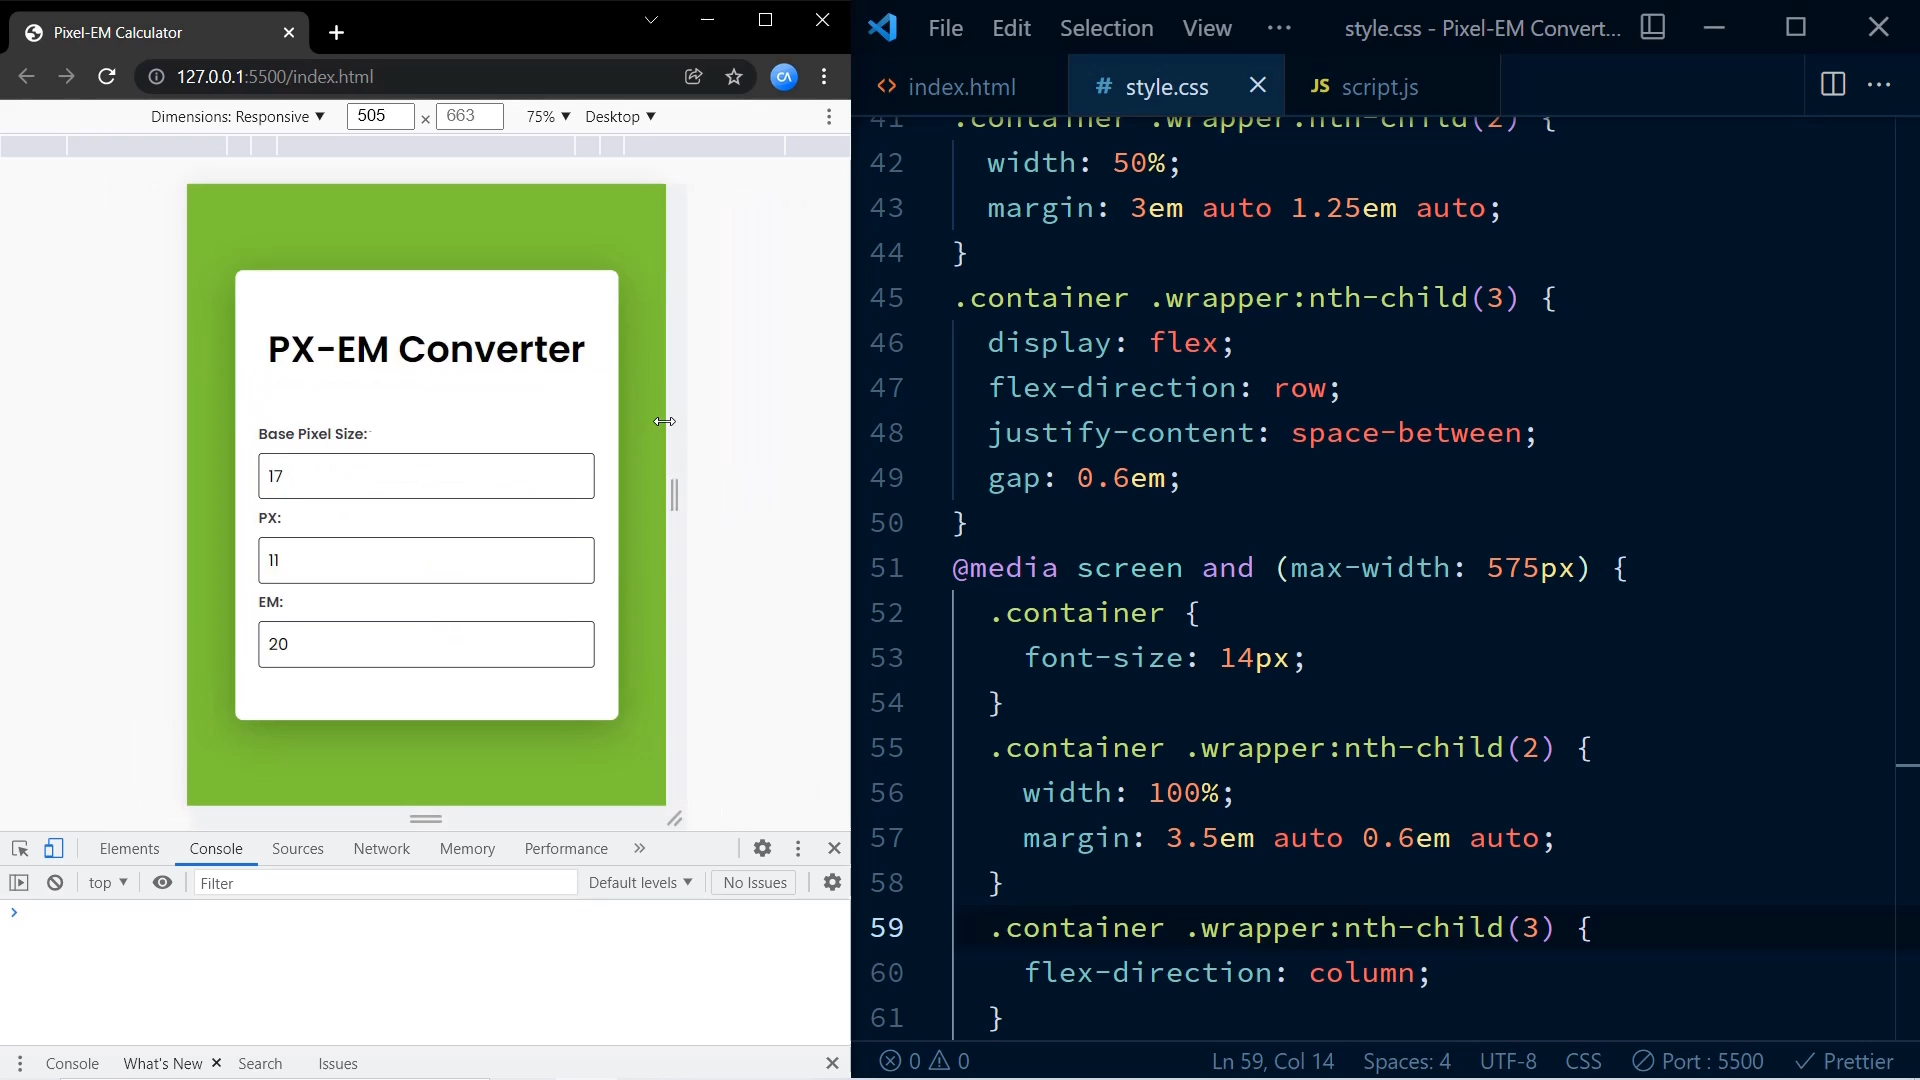 Pixel-EM Calculator
127.0.0.1:5500/index.html
CA
Dimensions: Responsive ▼ 505 × 663 75% ▼ Desktop ▼
PX-EM Converter
Base Pixel Size:
17
PX:
11
EM:
20
Elements Console Sources Network Memory Performance »
top ▼ Filter Default levels ▼ No Issues
Console What's New Search Issues
File Edit Selection View ··· style.css - Pixel-EM Convert...
<> index.html # style.css JS script.js
41 .container .wrapper:nth-child(2) {
42 width: 50%;
43 margin: 3em auto 1.25em auto;
44 }
45 .container .wrapper:nth-child(3) {
46 display: flex;
47 flex-direction: row;
48 justify-content: space-between;
49 gap: 0.6em;
50 }
51 @media screen and (max-width: 575px) {
52 .container {
53 font-size: 14px;
54 }
55 .container .wrapper:nth-child(2) {
56 width: 100%;
57 margin: 3.5em auto 0.6em auto;
58 }
59 .container .wrapper:nth-child(3) {
60 flex-direction: column;
61 }
0 0 Ln 59, Col 14 Spaces: 4 UTF-8 CSS Port : 5500 Prettier